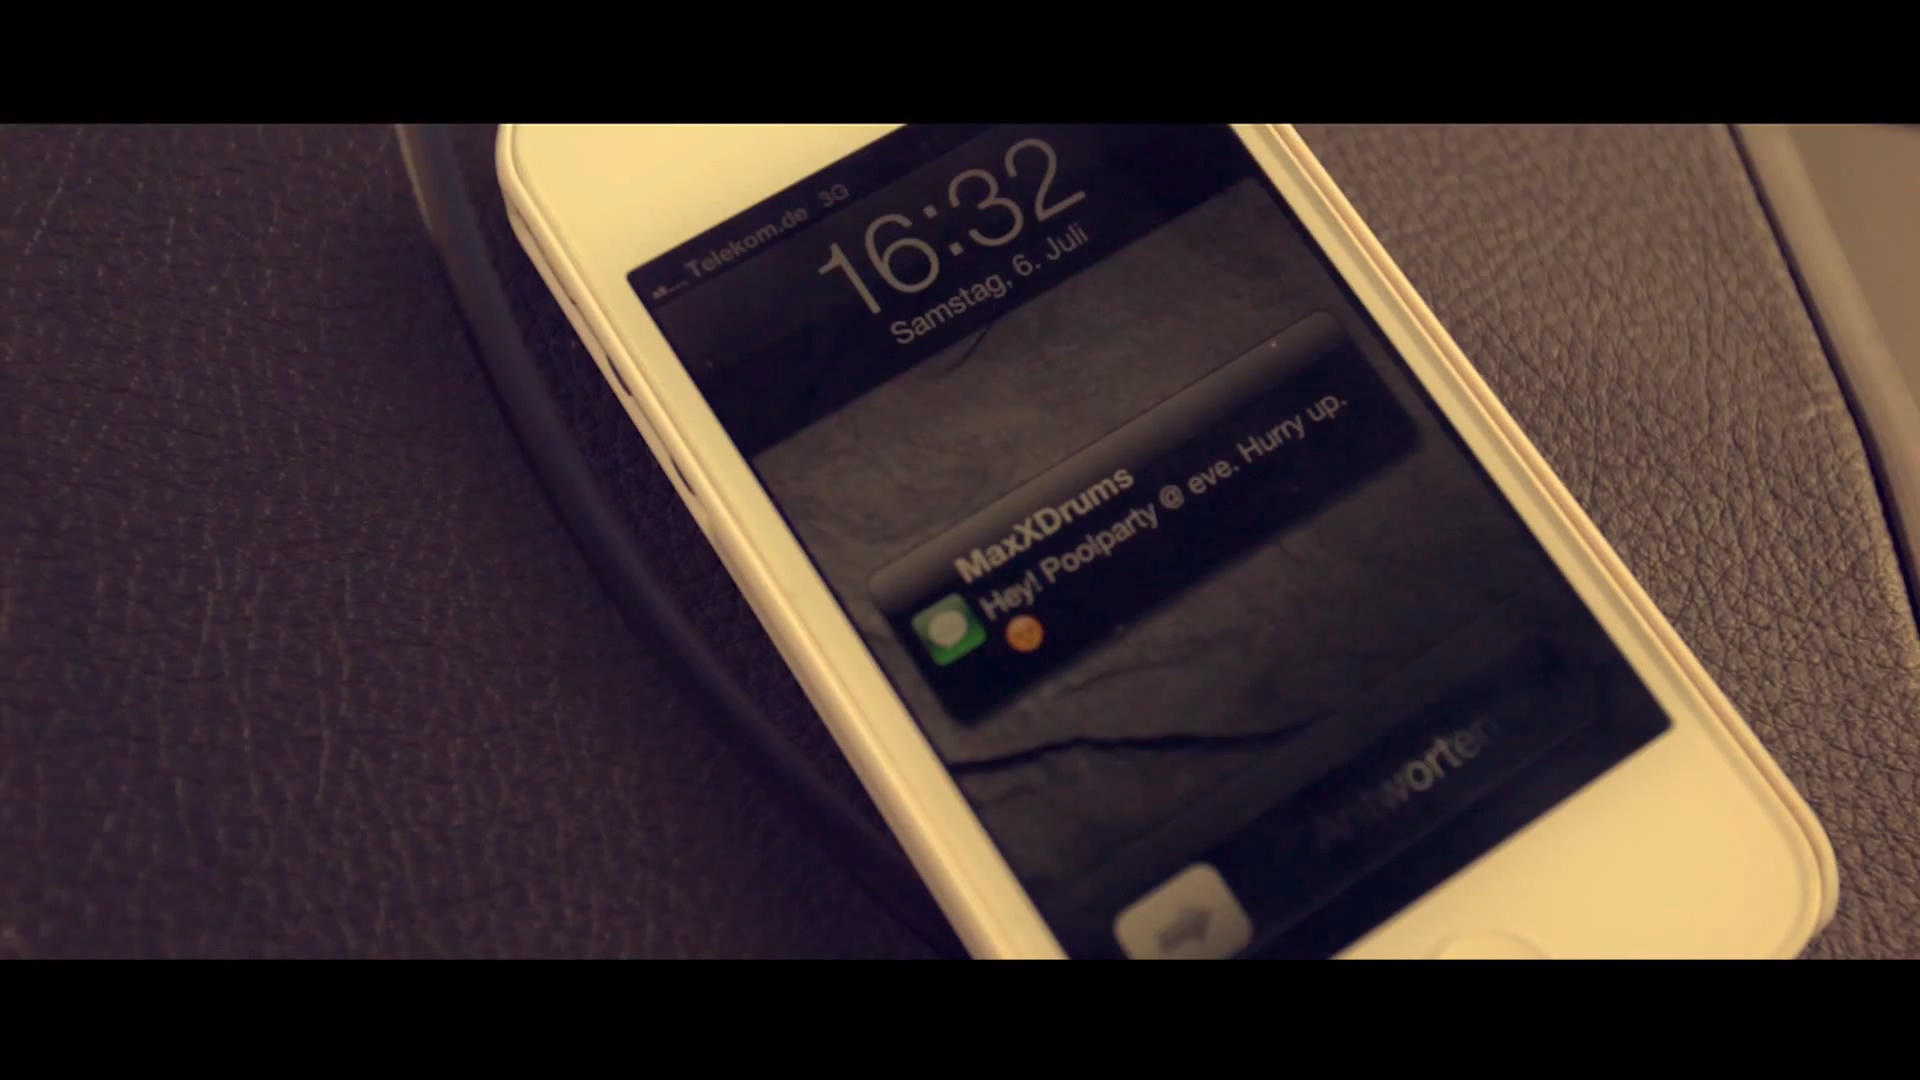 Telekom.de 3G
16:32
Samstag, 6. Juli
MaxXDrums
Hey! Poolparty @ eve. Hurry up.
Antworten